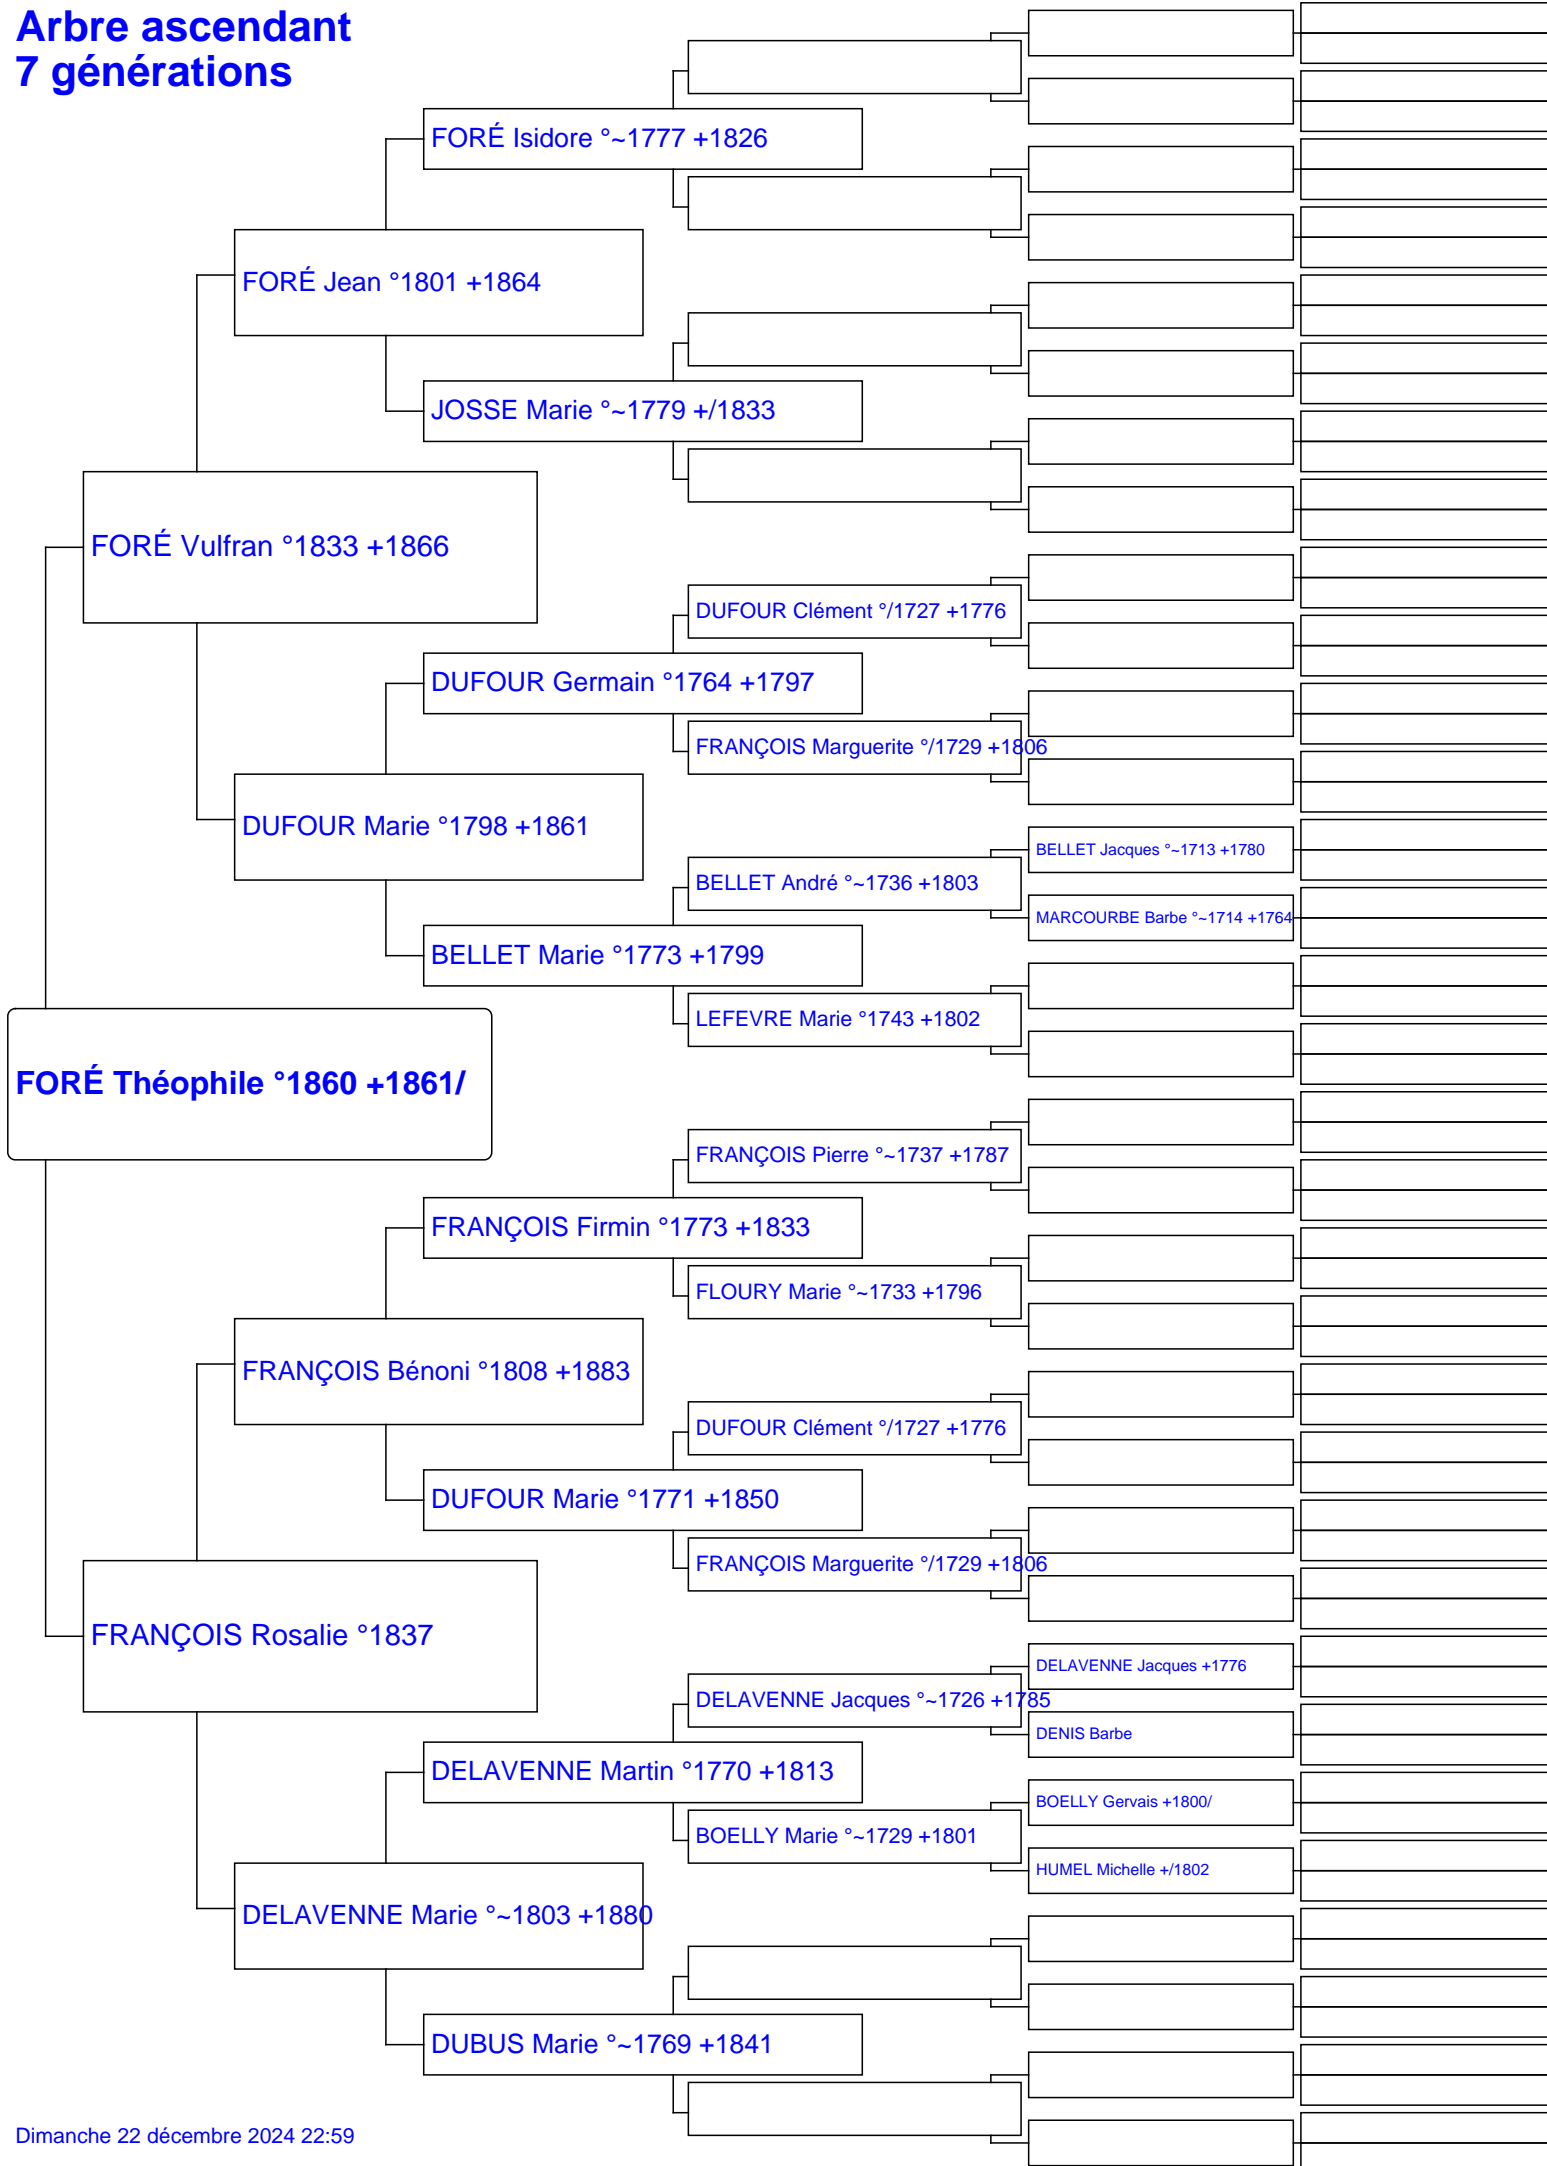 Arbre ascendant
7 générations
FORÉ Isidore °~1777 +1826
FORÉ Jean °1801 +1864
JOSSE Marie °~1779 +/1833
FORÉ Vulfran °1833 +1866
DUFOUR Clément °/1727 +1776
DUFOUR Germain °1764 +1797
FRANÇOIS Marguerite °/1729 +1806
DUFOUR Marie °1798 +1861
BELLET Jacques °~1713 +1780
BELLET André °~1736 +1803
MARCOURBE Barbe °~1714 +1764
BELLET Marie °1773 +1799
LEFEVRE Marie °1743 +1802
FORÉ Théophile °1860 +1861/
FRANÇOIS Pierre °~1737 +1787
FRANÇOIS Firmin °1773 +1833
FLOURY Marie °~1733 +1796
FRANÇOIS Bénoni °1808 +1883
DUFOUR Clément °/1727 +1776
DUFOUR Marie °1771 +1850
FRANÇOIS Marguerite °/1729 +1806
FRANÇOIS Rosalie °1837
DELAVENNE Jacques +1776
DELAVENNE Jacques °~1726 +1785
DENIS Barbe
DELAVENNE Martin °1770 +1813
BOELLY Gervais +1800/
BOELLY Marie °~1729 +1801
HUMEL Michelle +/1802
DELAVENNE Marie °~1803 +1880
DUBUS Marie °~1769 +1841
Dimanche 22 décembre 2024 22:59